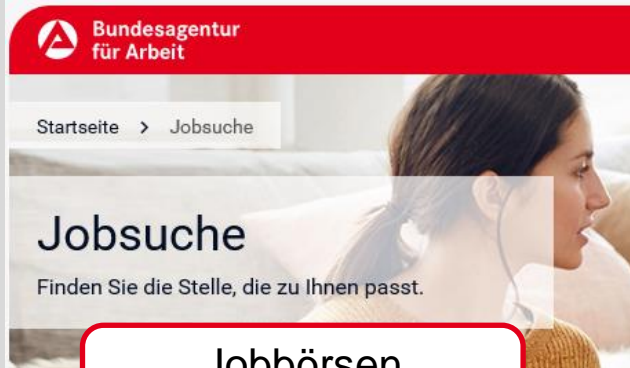 Bundesagentur
für Arbeit
Startseite > Jobsuche
Jobsuche
Finden Sie die Stelle, die zu Ihnen passt.
Jobbörsen